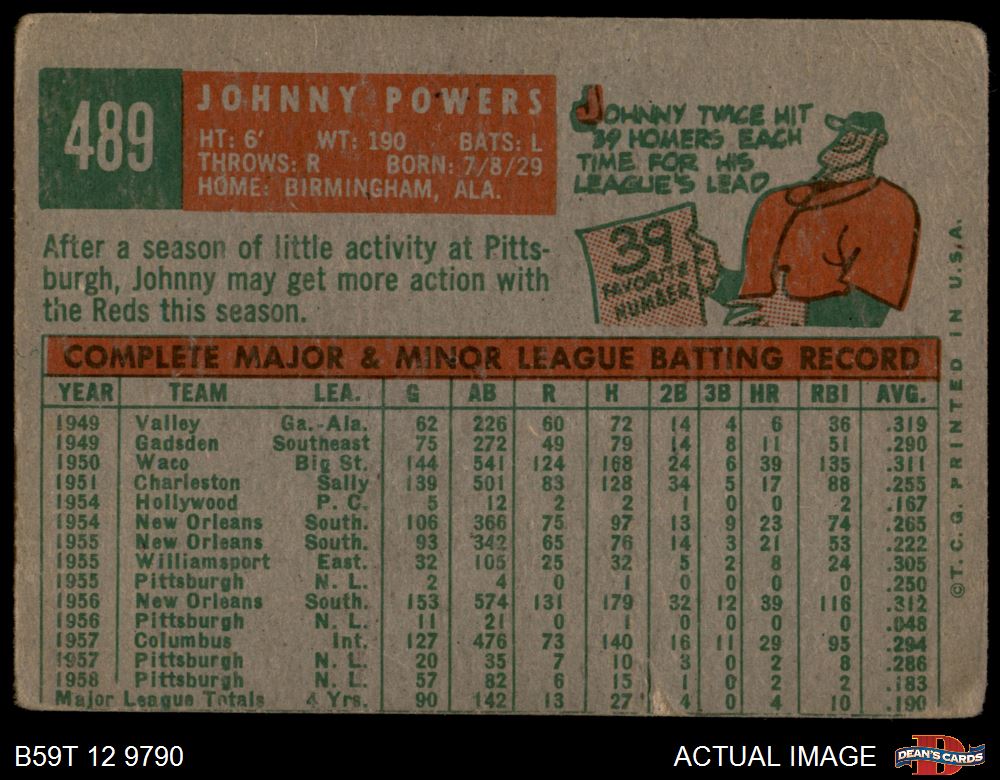 489
JOHNNY POWERS
HT: 6' WT: 190 BATS: L
THROWS: R BORN: 7/8/29
HOME: BIRMINGHAM, ALA.
JOHNNY TWICE HIT
39 HOMERS EACH
TIME FOR HIS
LEAGUE'S LEAD
39
FAVORITE
NUMBER
After a season of little activity at Pitts-
burgh, Johnny may get more action with
the Reds this season.
COMPLETE MAJOR & MINOR LEAGUE BATTING RECORD
YEAR TEAM LEA. G AB R H 2B 3B HR RBI AVG.
1949 Valley Ga.-Ala. 62 226 60 72 14 4 6 36 .319
1949 Gadsden Southeast 75 272 49 79 14 8 11 51 .290
1950 Waco Big St. 144 541 124 168 24 6 39 135 .311
1951 Charleston Sally 139 501 83 128 34 5 17 88 .255
1954 Hollywood P. C. 5 12 2 2 1 0 0 2 .167
1954 New Orleans South. 106 366 75 97 13 9 23 74 .265
1955 New Orleans South. 93 342 65 76 14 3 21 53 .222
1955 Williamsport East. 32 105 25 32 5 2 8 24 .305
1955 Pittsburgh N. L. 2 4 0 1 0 0 0 0 .250
1956 New Orleans South. 153 574 131 179 32 12 39 116 .312
1956 Pittsburgh N. L. 11 21 0 1 0 0 0 0 .048
1957 Columbus Int. 127 476 73 140 16 11 29 95 .294
1957 Pittsburgh N. L. 20 35 7 10 3 0 2 8 .286
1958 Pittsburgh N. L. 57 82 6 15 1 0 2 2 .183
Major League Totals 4 Yrs. 90 142 13 27 4 0 4 10 .190
©T.C.G. PRINTED IN U.S.A.
B59T 12 9790
ACTUAL IMAGE
DEAN'S CARDS